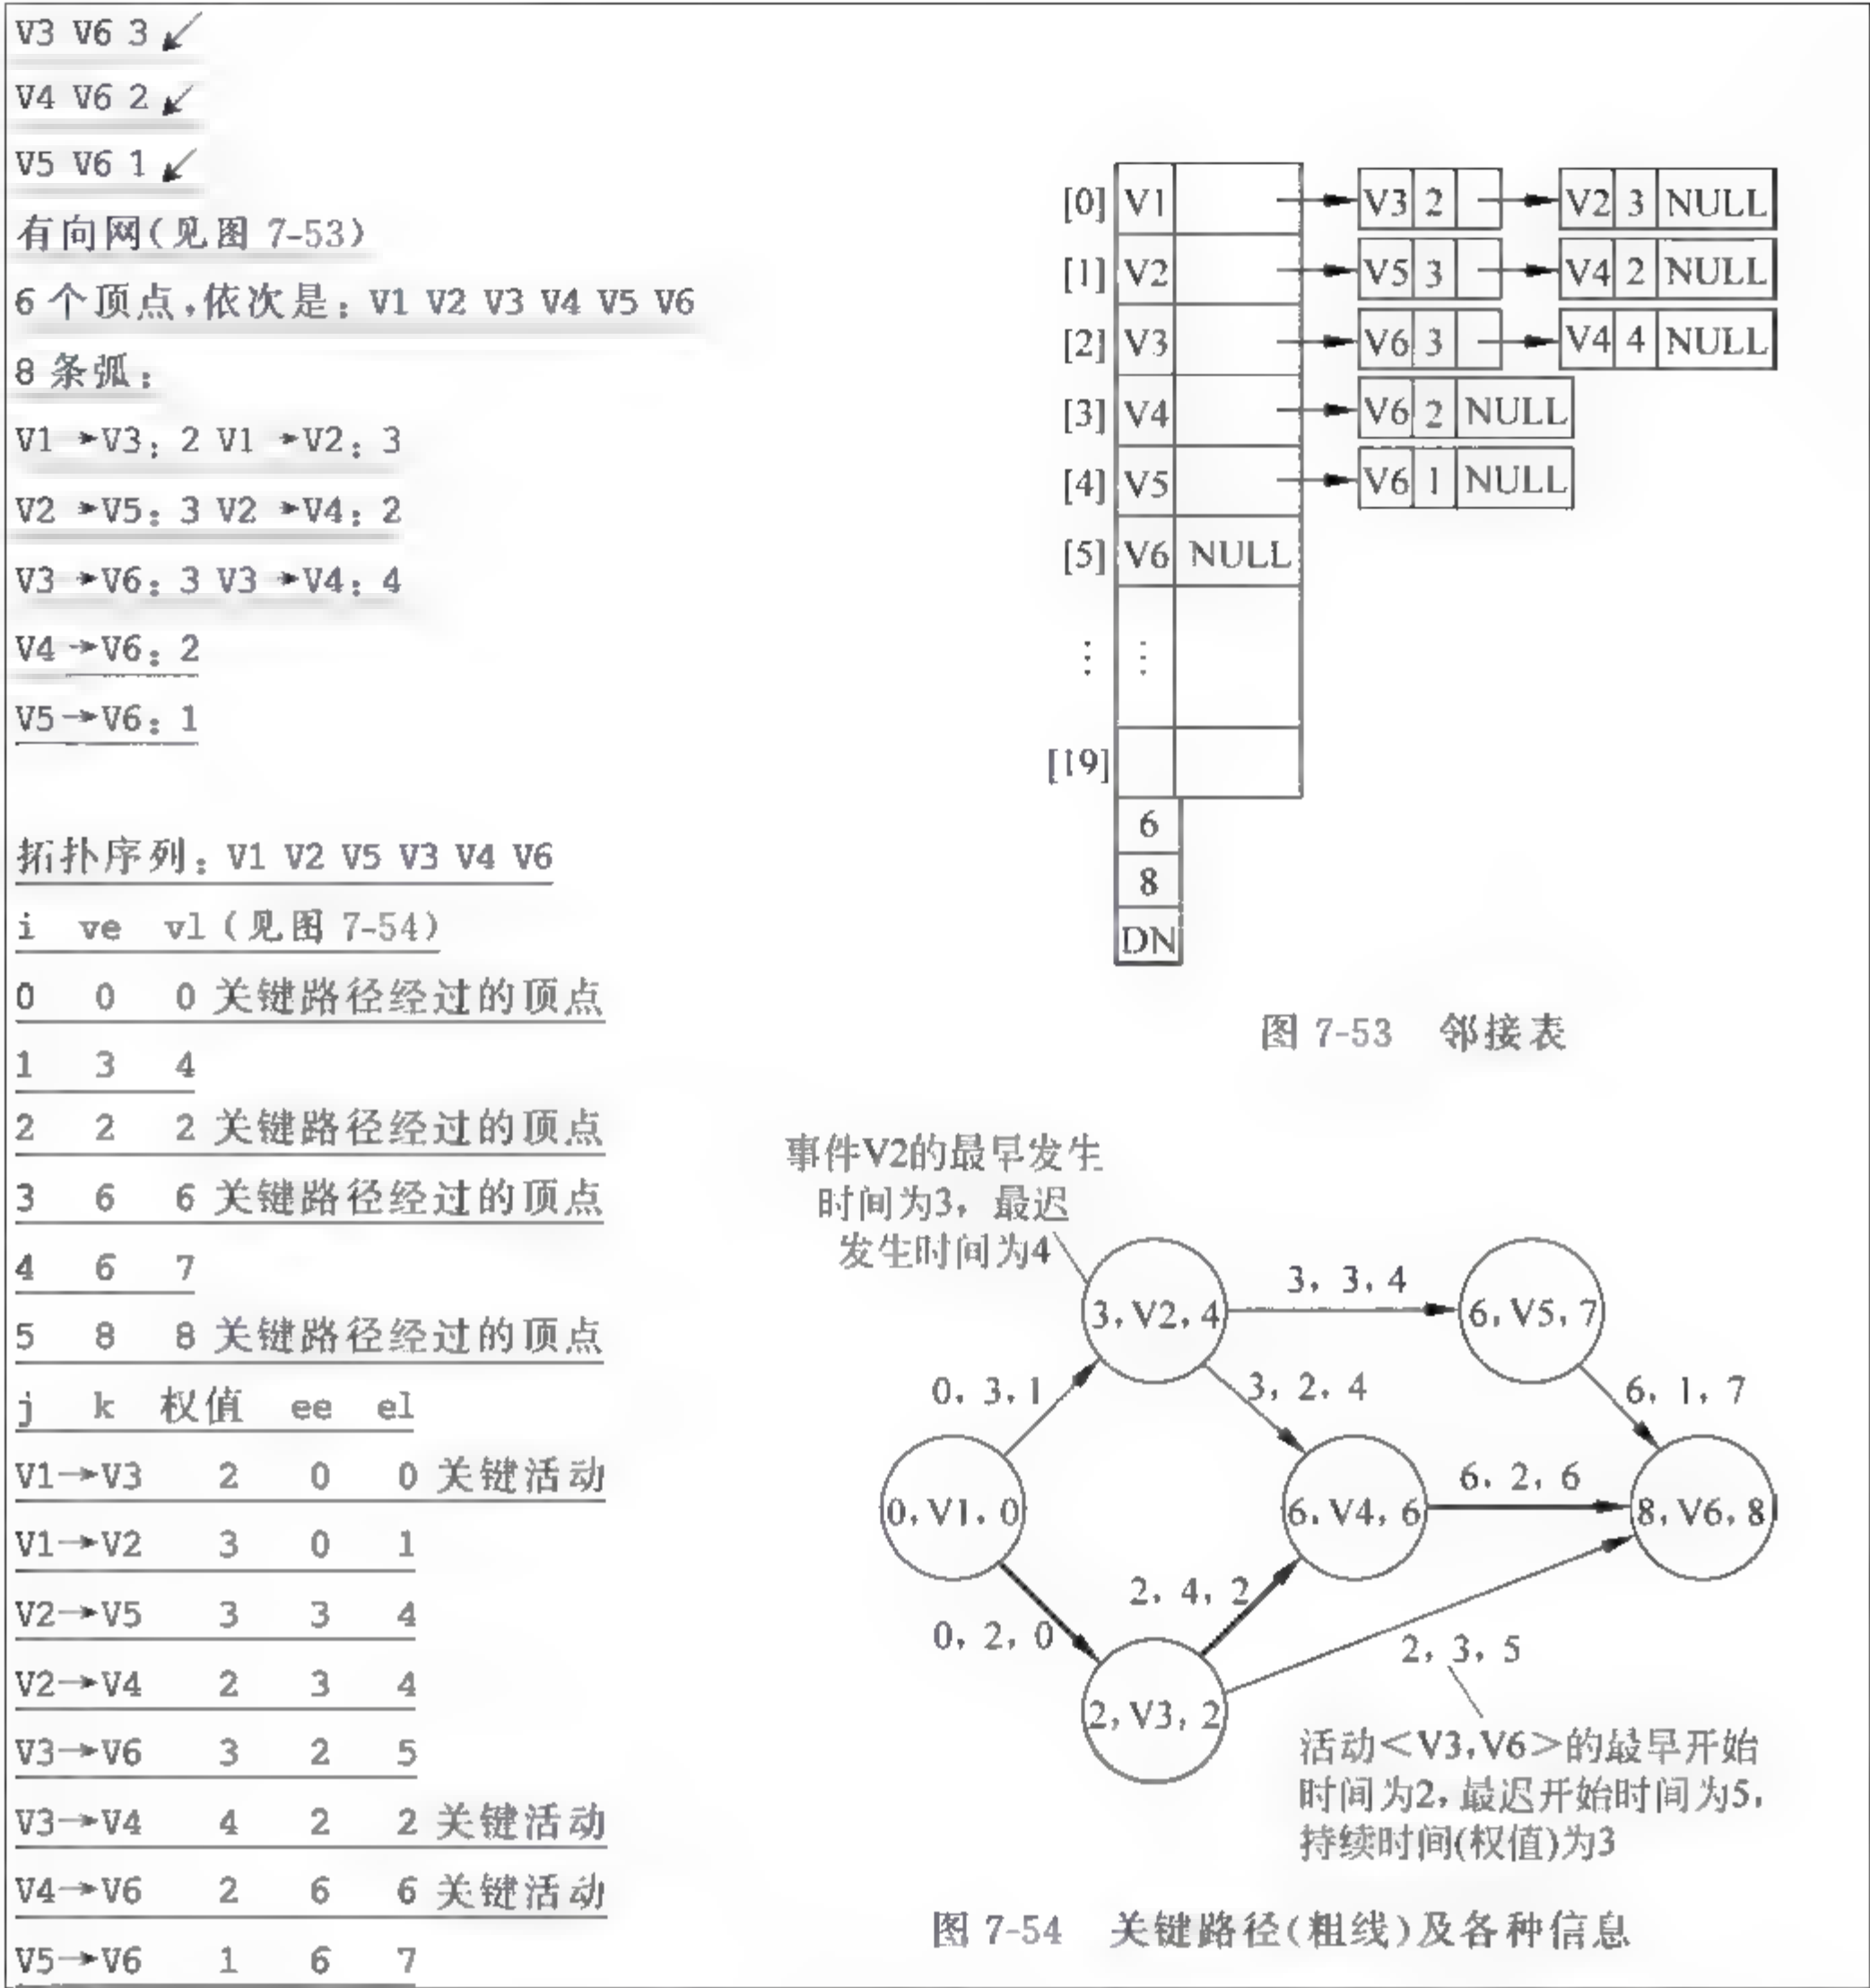 V3 V6 3↙
V4 V6 2↙
V5 V6 1↙
有向网(见图 7-53)
6 个顶点,依次是: V1 V2 V3 V4 V5 V6
8 条弧:
V1 →V3: 2 V1 →V2: 3
V2 →V5: 3 V2 →V4: 2
V3 →V6: 3 V3 →V4: 4
V4 →V6: 2
V5 →V6: 1
拓扑序列: V1 V2 V5 V3 V4 V6
i ve vl (见图 7-54)
0 0 0 关键路径经过的顶点
1 3 4
2 2 2 关键路径经过的顶点
3 6 6 关键路径经过的顶点
4 6 7
5 8 8 关键路径经过的顶点
j k 权值 ee el
V1→V3 2 0 0 关键活动
V1→V2 3 0 1
V2→V5 3 3 4
V2→V4 2 3 4
V3→V6 3 2 5
V3→V4 4 2 2 关键活动
V4→V6 2 6 6 关键活动
V5→V6 1 6 7
[0] V1 V3 2 V2 3 NULL
[1] V2 V5 3 V4 2 NULL
[2] V3 V6 3 V4 4 NULL
[3] V4 V6 2 NULL
[4] V5 V6 1 NULL
[5] V6 NULL
⋮ ⋮
[19]
6
8
DN
图 7-53 邻接表
事件V2的最早发生
时间为3, 最迟
发生时间为4
3, V2, 4
3, 3, 4
6, V5, 7
0, 3, 1
3, 2, 4
6, 1, 7
0, V1, 0
6, V4, 6
6, 2, 6
8, V6, 8
0, 2, 0
2, 4, 2
2, V3, 2
2, 3, 5
活动<V3,V6>的最早开始
时间为2, 最迟开始时间为5,
持续时间(权值)为3
图 7-54 关键路径(粗线)及各种信息